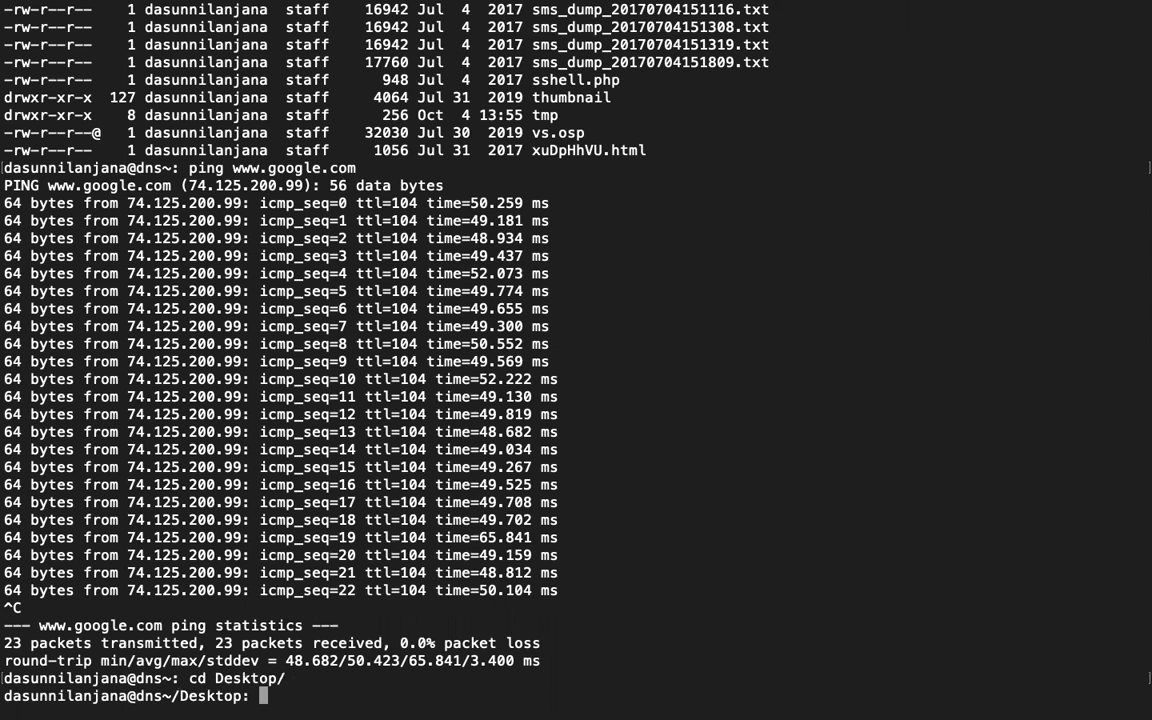 -rw-r--r--    1 dasunnilanjana  staff    16942 Jul  4  2017 sms_dump_20170704151116.txt
-rw-r--r--    1 dasunnilanjana  staff    16942 Jul  4  2017 sms_dump_20170704151308.txt
-rw-r--r--    1 dasunnilanjana  staff    16942 Jul  4  2017 sms_dump_20170704151319.txt
-rw-r--r--    1 dasunnilanjana  staff    17760 Jul  4  2017 sms_dump_20170704151809.txt
-rw-r--r--    1 dasunnilanjana  staff      948 Jul  4  2017 sshell.php
drwxr-xr-x  127 dasunnilanjana  staff     4064 Jul 31  2019 thumbnail
drwxr-xr-x    8 dasunnilanjana  staff      256 Oct  4 13:55 tmp
-rw-r--r--@   1 dasunnilanjana  staff    32030 Jul 30  2019 vs.osp
-rw-r--r--    1 dasunnilanjana  staff     1056 Jul 31  2017 xuDpHhVU.html
[dasunnilanjana@dns~: ping www.google.com ]
PING www.google.com (74.125.200.99): 56 data bytes
64 bytes from 74.125.200.99: icmp_seq=0 ttl=104 time=50.259 ms
64 bytes from 74.125.200.99: icmp_seq=1 ttl=104 time=49.181 ms
64 bytes from 74.125.200.99: icmp_seq=2 ttl=104 time=48.934 ms
64 bytes from 74.125.200.99: icmp_seq=3 ttl=104 time=49.437 ms
64 bytes from 74.125.200.99: icmp_seq=4 ttl=104 time=52.073 ms
64 bytes from 74.125.200.99: icmp_seq=5 ttl=104 time=49.774 ms
64 bytes from 74.125.200.99: icmp_seq=6 ttl=104 time=49.655 ms
64 bytes from 74.125.200.99: icmp_seq=7 ttl=104 time=49.300 ms
64 bytes from 74.125.200.99: icmp_seq=8 ttl=104 time=50.552 ms
64 bytes from 74.125.200.99: icmp_seq=9 ttl=104 time=49.569 ms
64 bytes from 74.125.200.99: icmp_seq=10 ttl=104 time=52.222 ms
64 bytes from 74.125.200.99: icmp_seq=11 ttl=104 time=49.130 ms
64 bytes from 74.125.200.99: icmp_seq=12 ttl=104 time=49.819 ms
64 bytes from 74.125.200.99: icmp_seq=13 ttl=104 time=48.682 ms
64 bytes from 74.125.200.99: icmp_seq=14 ttl=104 time=49.034 ms
64 bytes from 74.125.200.99: icmp_seq=15 ttl=104 time=49.267 ms
64 bytes from 74.125.200.99: icmp_seq=16 ttl=104 time=49.525 ms
64 bytes from 74.125.200.99: icmp_seq=17 ttl=104 time=49.708 ms
64 bytes from 74.125.200.99: icmp_seq=18 ttl=104 time=49.702 ms
64 bytes from 74.125.200.99: icmp_seq=19 ttl=104 time=65.841 ms
64 bytes from 74.125.200.99: icmp_seq=20 ttl=104 time=49.159 ms
64 bytes from 74.125.200.99: icmp_seq=21 ttl=104 time=48.812 ms
64 bytes from 74.125.200.99: icmp_seq=22 ttl=104 time=50.104 ms
^C
--- www.google.com ping statistics ---
23 packets transmitted, 23 packets received, 0.0% packet loss
round-trip min/avg/max/stddev = 48.682/50.423/65.841/3.400 ms
[dasunnilanjana@dns~: cd Desktop/ ]
dasunnilanjana@dns~/Desktop: